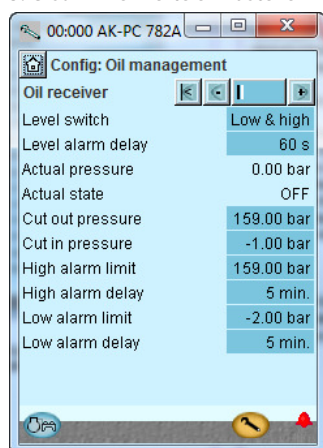 00:000 AK-PC 782A
Config: Oil management
Oil receiver
Level switch Low & high
Level alarm delay 60 s
Actual pressure 0.00 bar
Actual state OFF
Cut out pressure 159.00 bar
Cut in pressure -1.00 bar
High alarm limit 159.00 bar
High alarm delay 5 min.
Low alarm limit -2.00 bar
Low alarm delay 5 min.